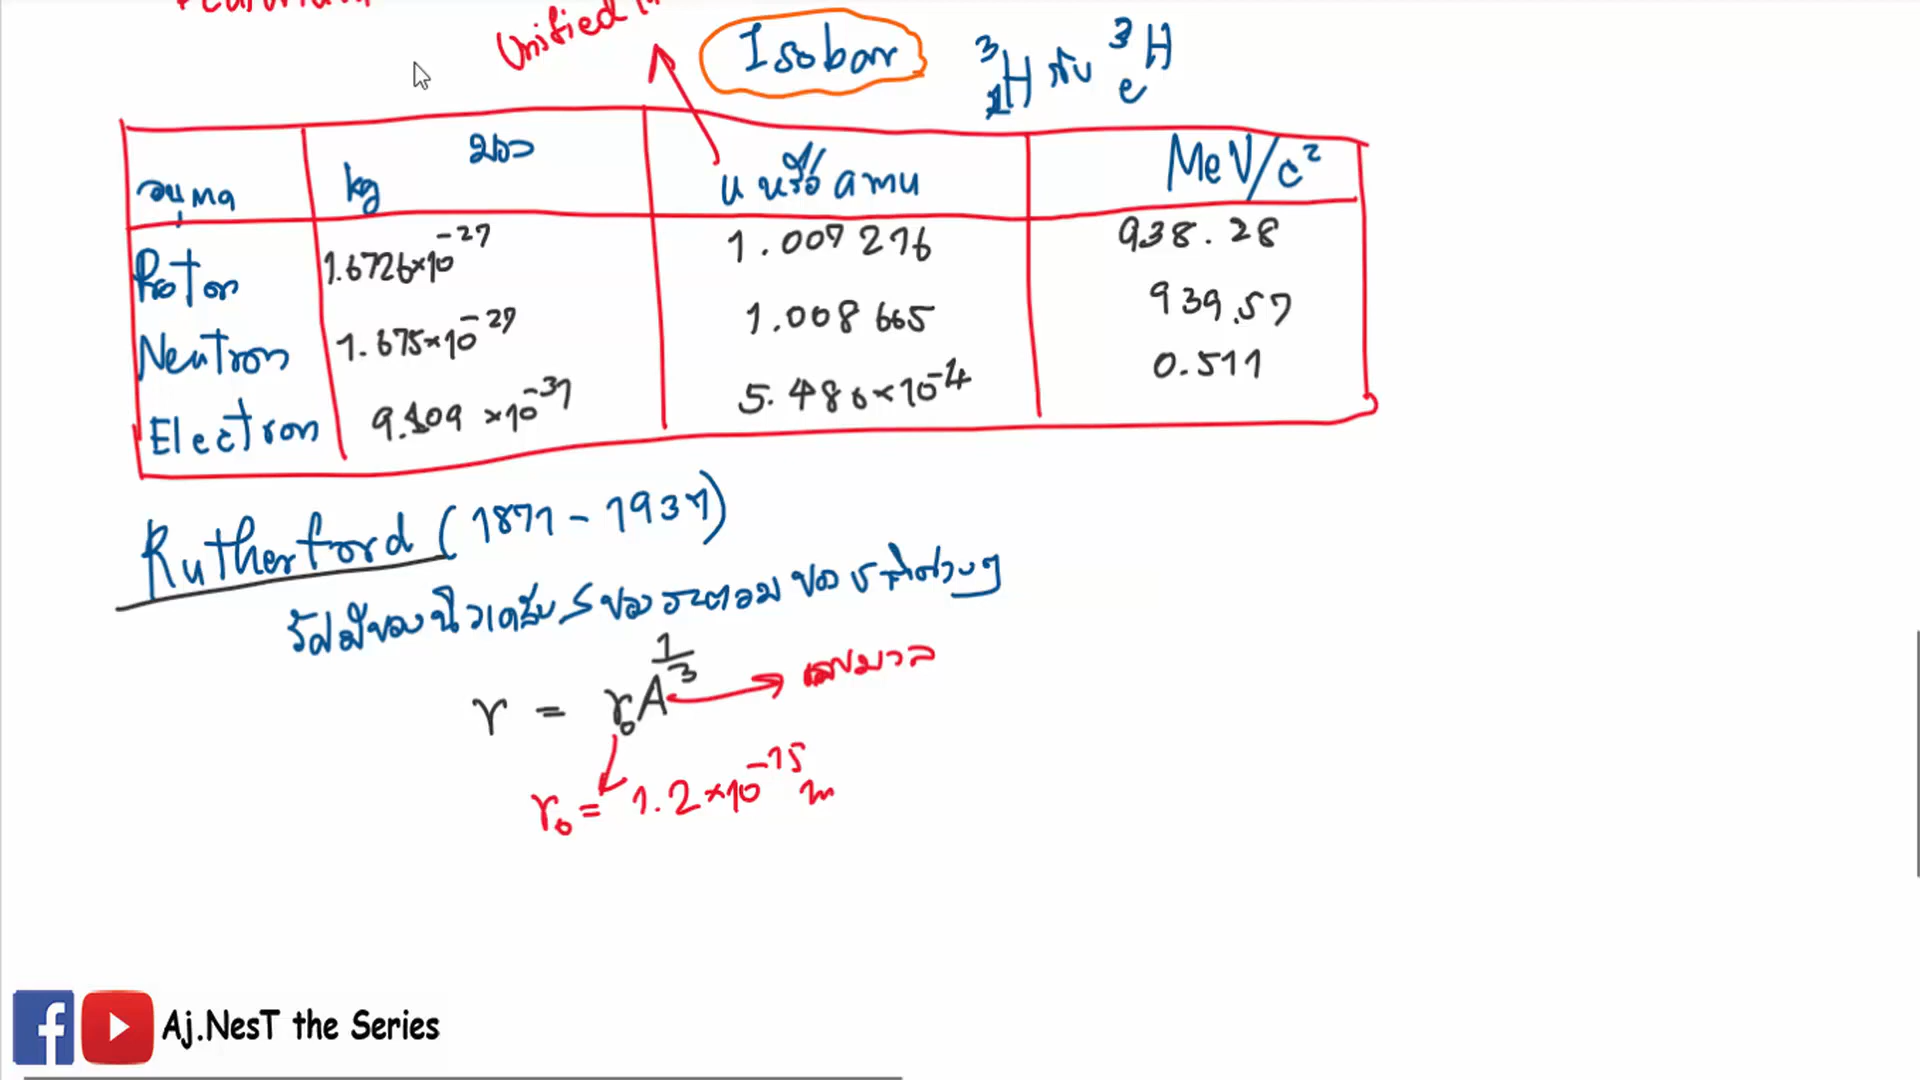 Unified
Isobar
³₁H กับ ³H e
อนุภาค มวล
kg u หรือ amu MeV/c²
Proton 1.6726×10⁻²⁷ 1.007 276 938.28
Neutron 1.675×10⁻²⁷ 1.008 665 939.57
Electron 9.109 ×10⁻³¹ 5.486×10⁻⁴ 0.511
Rutherford (1871 - 1937)
รัศมีของนิวเคลียสของอะตอมของธาตุต่างๆ
r = r₀A^(1/3) → เลขมวล
r₀ = 1.2×10⁻¹⁵ m
Aj.NesT the Series